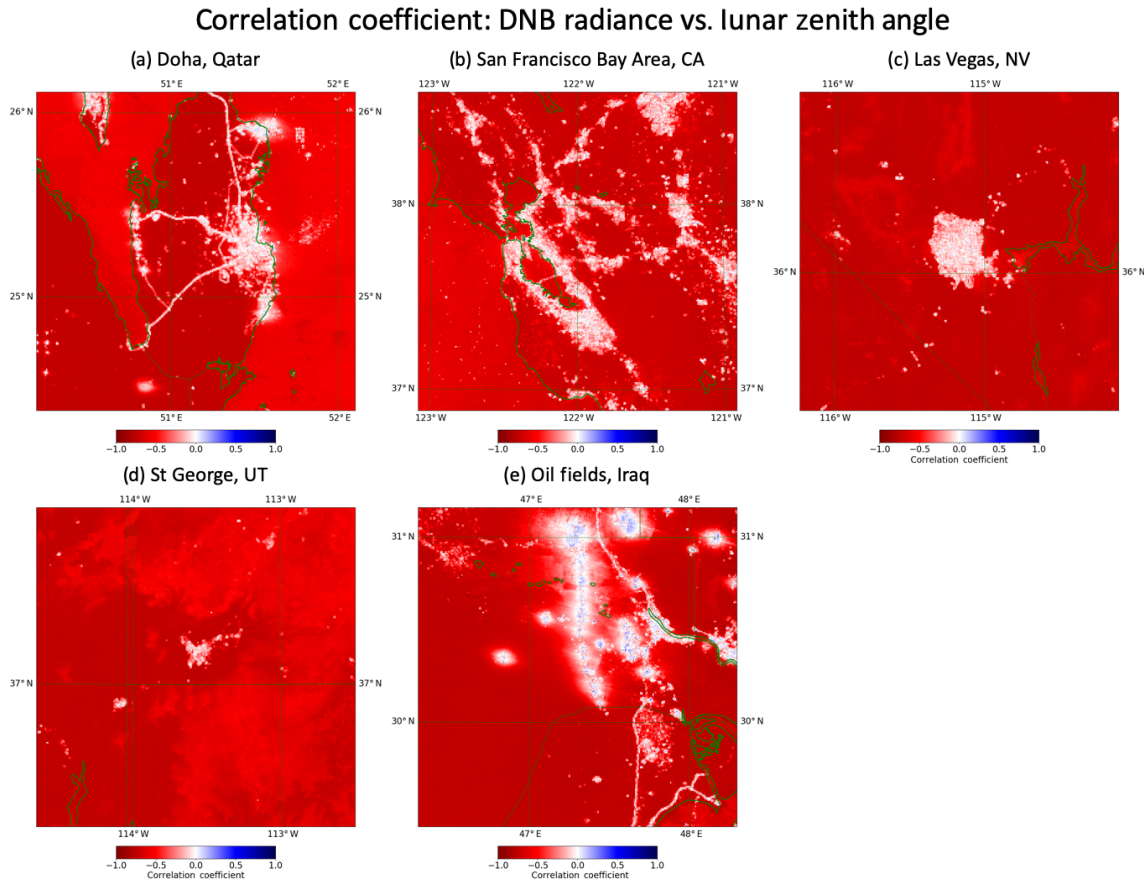 Correlation coefficient: DNB radiance vs. lunar zenith angle
(a) Doha, Qatar
(b) San Francisco Bay Area, CA
(c) Las Vegas, NV
51° E 52° E
123° W 122° W 121° W
116° W 115° W
26° N 26° N
38° N 38° N
36° N 36° N
25° N 25° N
37° N 37° N
51° E 52° E
123° W 122° W 121° W
116° W 115° W
−1.0 −0.5 0.0 0.5 1.0
−1.0 −0.5 0.0 0.5 1.0
−1.0 −0.5 0.0 0.5 1.0
Correlation coefficient
(d) St George, UT
(e) Oil fields, Iraq
114° W 113° W
47° E 48° E
31° N 31° N
37° N 37° N
30° N 30° N
114° W 113° W
47° E 48° E
−1.0 −0.5 0.0 0.5 1.0
Correlation coefficient
−1.0 −0.5 0.0 0.5 1.0
Correlation coefficient